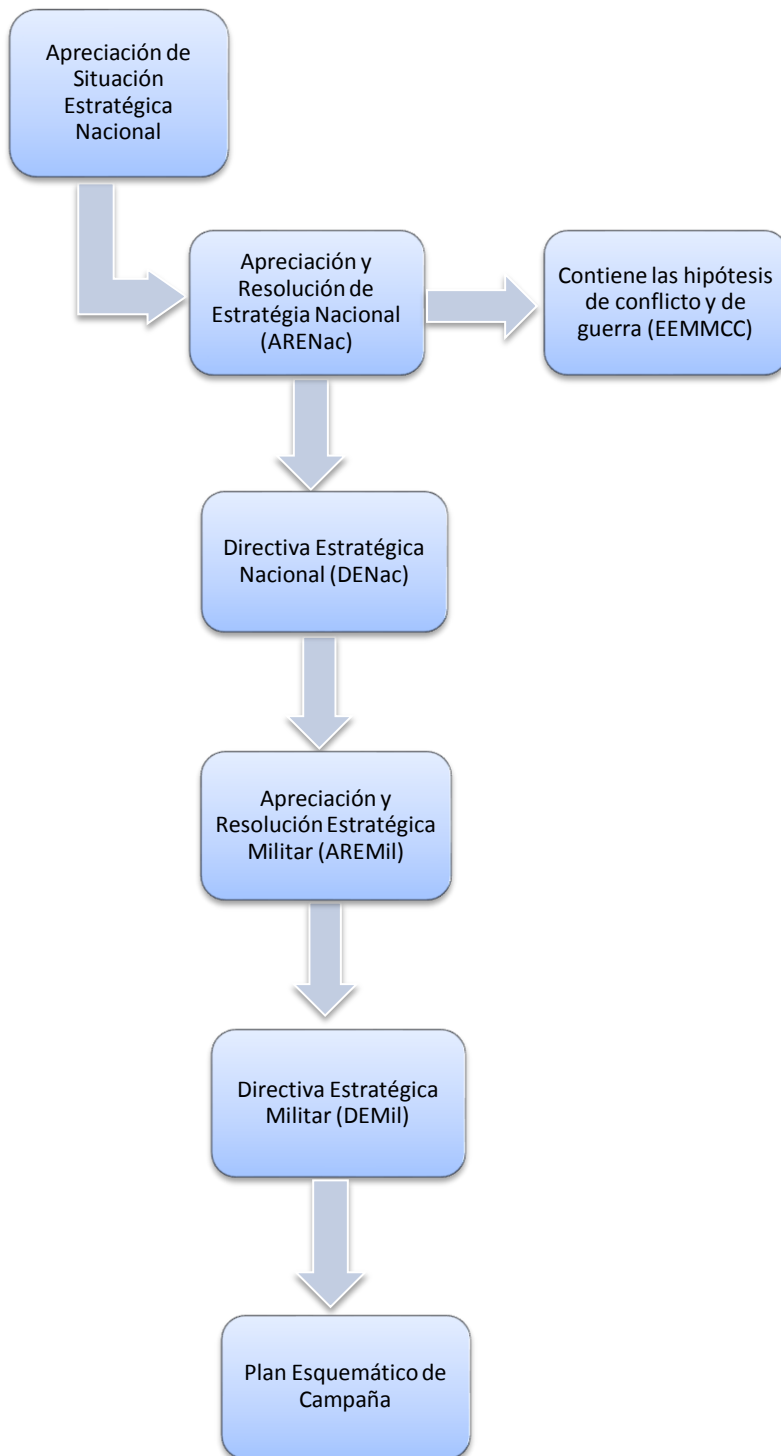 Apreciación de
Situación
Estratégica
Nacional
Apreciación y
Resolución de
Estratégia Nacional
(ARENac)
Contiene las hipótesis
de conflicto y de
guerra (EEMMCC)
Directiva Estratégica
Nacional (DENac)
Apreciación y
Resolución Estratégica
Militar (AREMil)
Directiva Estratégica
Militar (DEMil)
Plan Esquemático de
Campaña